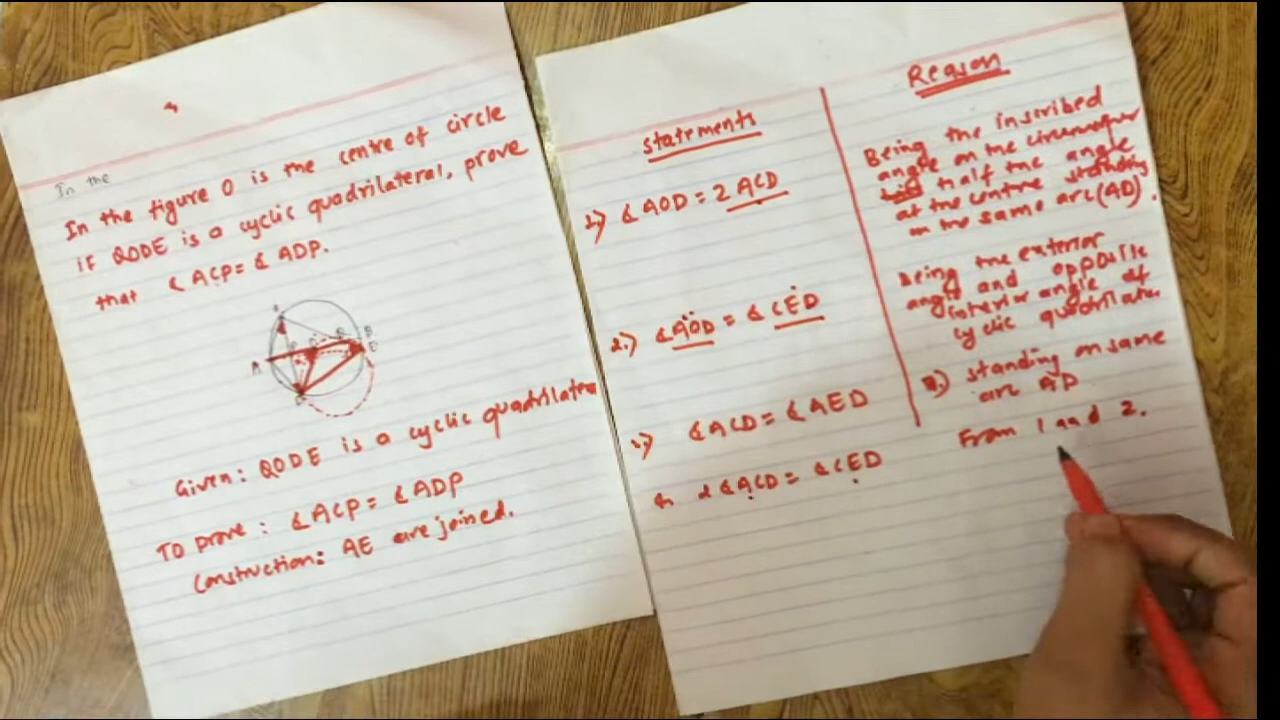 In the
In the figure O is the centre of circle
if QODE is a cyclic quadrilateral, prove
that ∠ACP = ∠ADP.
A
Given: QODE is a cyclic quadrilateral
To prove : ∠ACP = ∠ADP
Construction: AE are joined.
statements
1.) ∠AOD = 2 ACD
2.) ∠AOD = ∠CED
∠ACD = ∠AED
4. 2∠ACD = ∠CED
Reason
Being the inscribed
angle on the
half the angle
at the centre standing
on the same arc (AD).
Being the exterior
angle and opposite
interior angle of
cyclic quadrilater
3.) standing on same
arc AD
From 1 and 2.